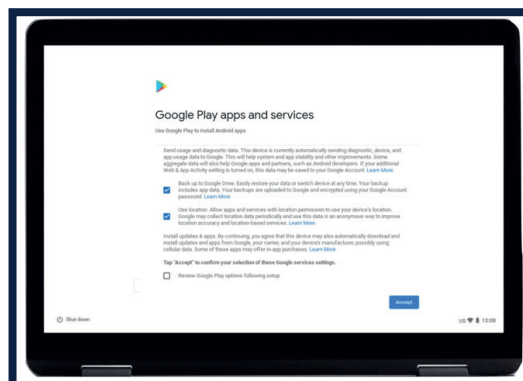 Google Play apps and services
Use Google Play to install Android apps
Send usage and diagnostic data. This device is currently automatically sending diagnostic, device, and
app usage data to Google. This will help system and app stability and other improvements. Some
aggregate data will also help Google apps and partners, such as Android developers. If your additional
Web & App Activity setting is turned on, this data may be saved to your Google Account. Learn More
Back up to Google Drive. Easily restore your data or switch device at any time. Your backup
includes app data. Your backups are uploaded to Google and encrypted using your Google Account
password. Learn More
Use location. Allow apps and services with location permission to use your device's location.
Google may collect location data periodically and use this data in an anonymous way to improve
location accuracy and location-based services. Learn More
Install updates & apps. By continuing, you agree that this device may also automatically download and
install updates and apps from Google, your carrier, and your device's manufacturer, possibly using
cellular data. Some of these apps may offer in-app purchases. Learn More
Tap "Accept" to confirm your selection of these Google services settings.
Review Google Play options following setup
Accept
Shut down
US 12:00